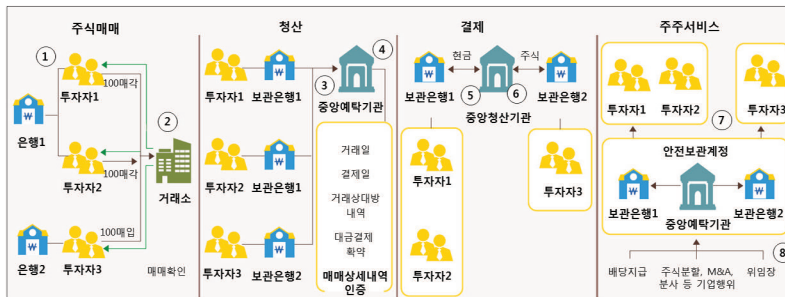 주식매매
① 
투자자1
100매각
은행1
②
투자자2
100매각
거래소
은행2
투자자3
100매입
매매확인
청산
투자자1
보관은행1
③
④
중앙예탁기관
투자자2
보관은행1
투자자3
보관은행2
거래일
결제일
거래상대방
내역
대금결제
확약
매매상세내역
인증
결제
현금
주식
보관은행1
⑤
⑥
보관은행2
중앙청산기관
투자자1
투자자3
투자자2
주주서비스
투자자1
투자자2
투자자3
⑦
안전보관계정
보관은행1
중앙예탁기관
보관은행2
⑧
배당지급
주식분할, M&A,
분사 등 기업행위
위임장
₩
₩
₩
₩
₩
₩
₩
₩
₩